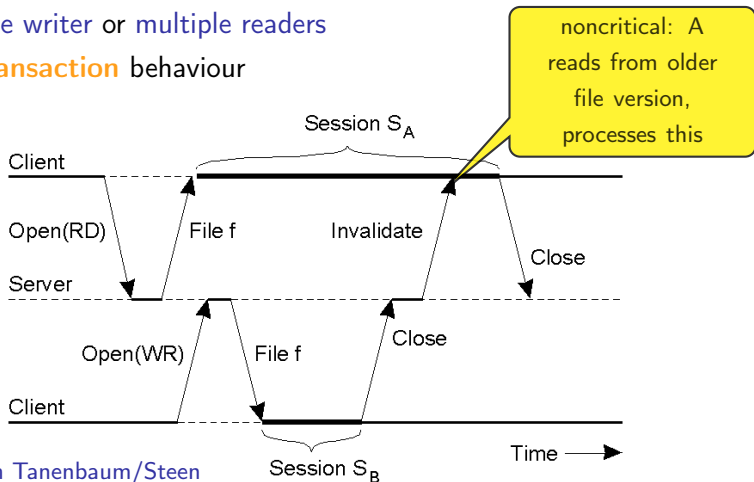 e writer or multiple readers
ansaction behaviour
noncritical: A
reads from older
file version,
processes this
Session SA
Client
Open(RD)
File f
Invalidate
Close
Server
Open(WR)
File f
Close
Client
Time
Tanenbaum/Steen
Session SB